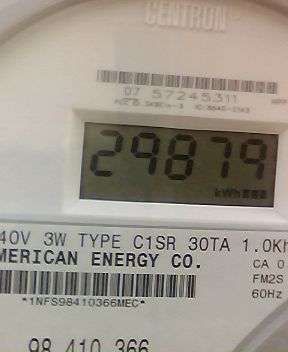 CENTRON®
07 57245311
29879
kWh
40V 3W TYPE C1SR 30TA 1.0Kh
MERICAN ENERGY CO.
CA 0
FM2S
60Hz
*1NFS98410366MEC*
98 410 366